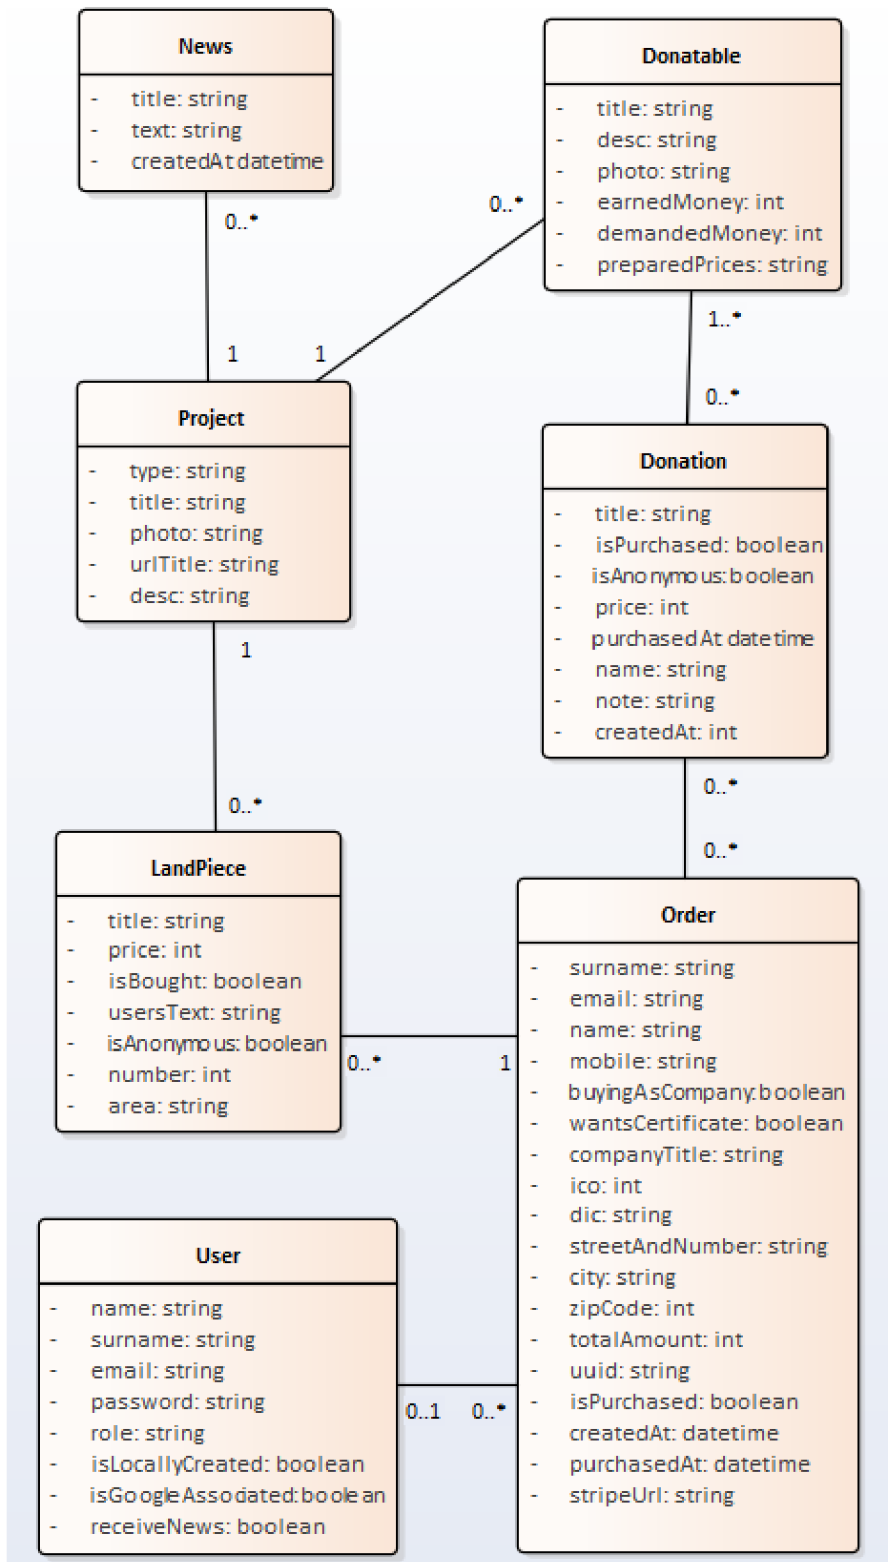 News
- title: string
- text: string
- createdAt datetime
0..*
1
Donatable
- title: string
- desc: string
- photo: string
- earnedMoney: int
- demandedMoney: int
- preparedPrices: string
0..*
1
1..*
0..*
Project
- type: string
- title: string
- photo: string
- urlTitle: string
- desc: string
1
0..*
Donation
- title: string
- isPurchased: boolean
- isAnonymous: boolean
- price: int
- purchasedAt datetime
- name: string
- note: string
- createdAt: int
0..*
0..*
LandPiece
- title: string
- price: int
- isBought: boolean
- usersText: string
- isAnonymous: boolean
- number: int
- area: string
0..*
1
Order
- surname: string
- email: string
- name: string
- mobile: string
- buyingAsCompany: boolean
- wantsCertificate: boolean
- companyTitle: string
- ico: int
- dic: string
- streetAndNumber: string
- city: string
- zipCode: int
- totalAmount: int
- uuid: string
- isPurchased: boolean
- createdAt: datetime
- purchasedAt: datetime
- stripeUrl: string
User
- name: string
- surname: string
- email: string
- password: string
- role: string
- isLocallyCreated: boolean
- isGoogleAssociated: boolean
- receiveNews: boolean
0..1
0..*